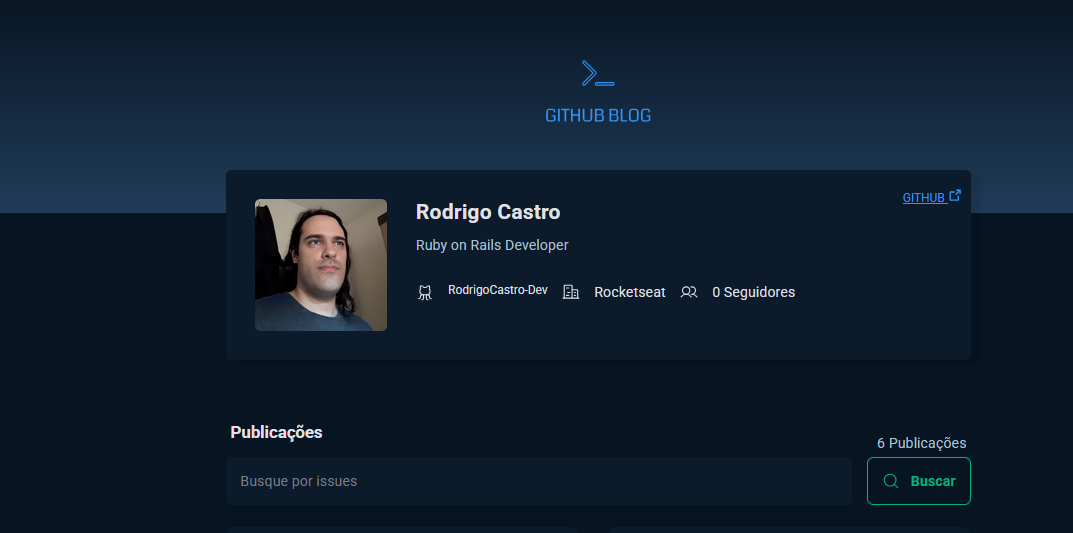 >_
GITHUB BLOG
Rodrigo Castro
GITHUB
Ruby on Rails Developer
RodrigoCastro-Dev Rocketseat 0 Seguidores
Publicações
6 Publicações
Busque por issues
Buscar